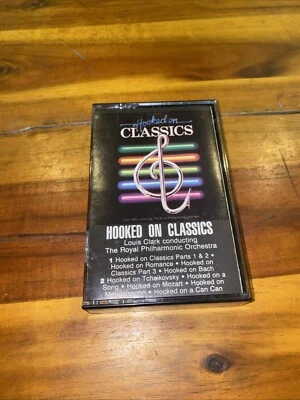 Hooked on
CLASSICS
HOOKED ON CLASSICS
Louis Clark conducting
The Royal Philharmonic Orchestra
1 Hooked on Classics Parts 1 & 2 •
Hooked on Romance • Hooked on
Classics Part 3 • Hooked on Bach
2 Hooked on Tchaikovsky • Hooked on a
Song • Hooked on Mozart • Hooked on
Mendelssohn • Hooked on a Can Can